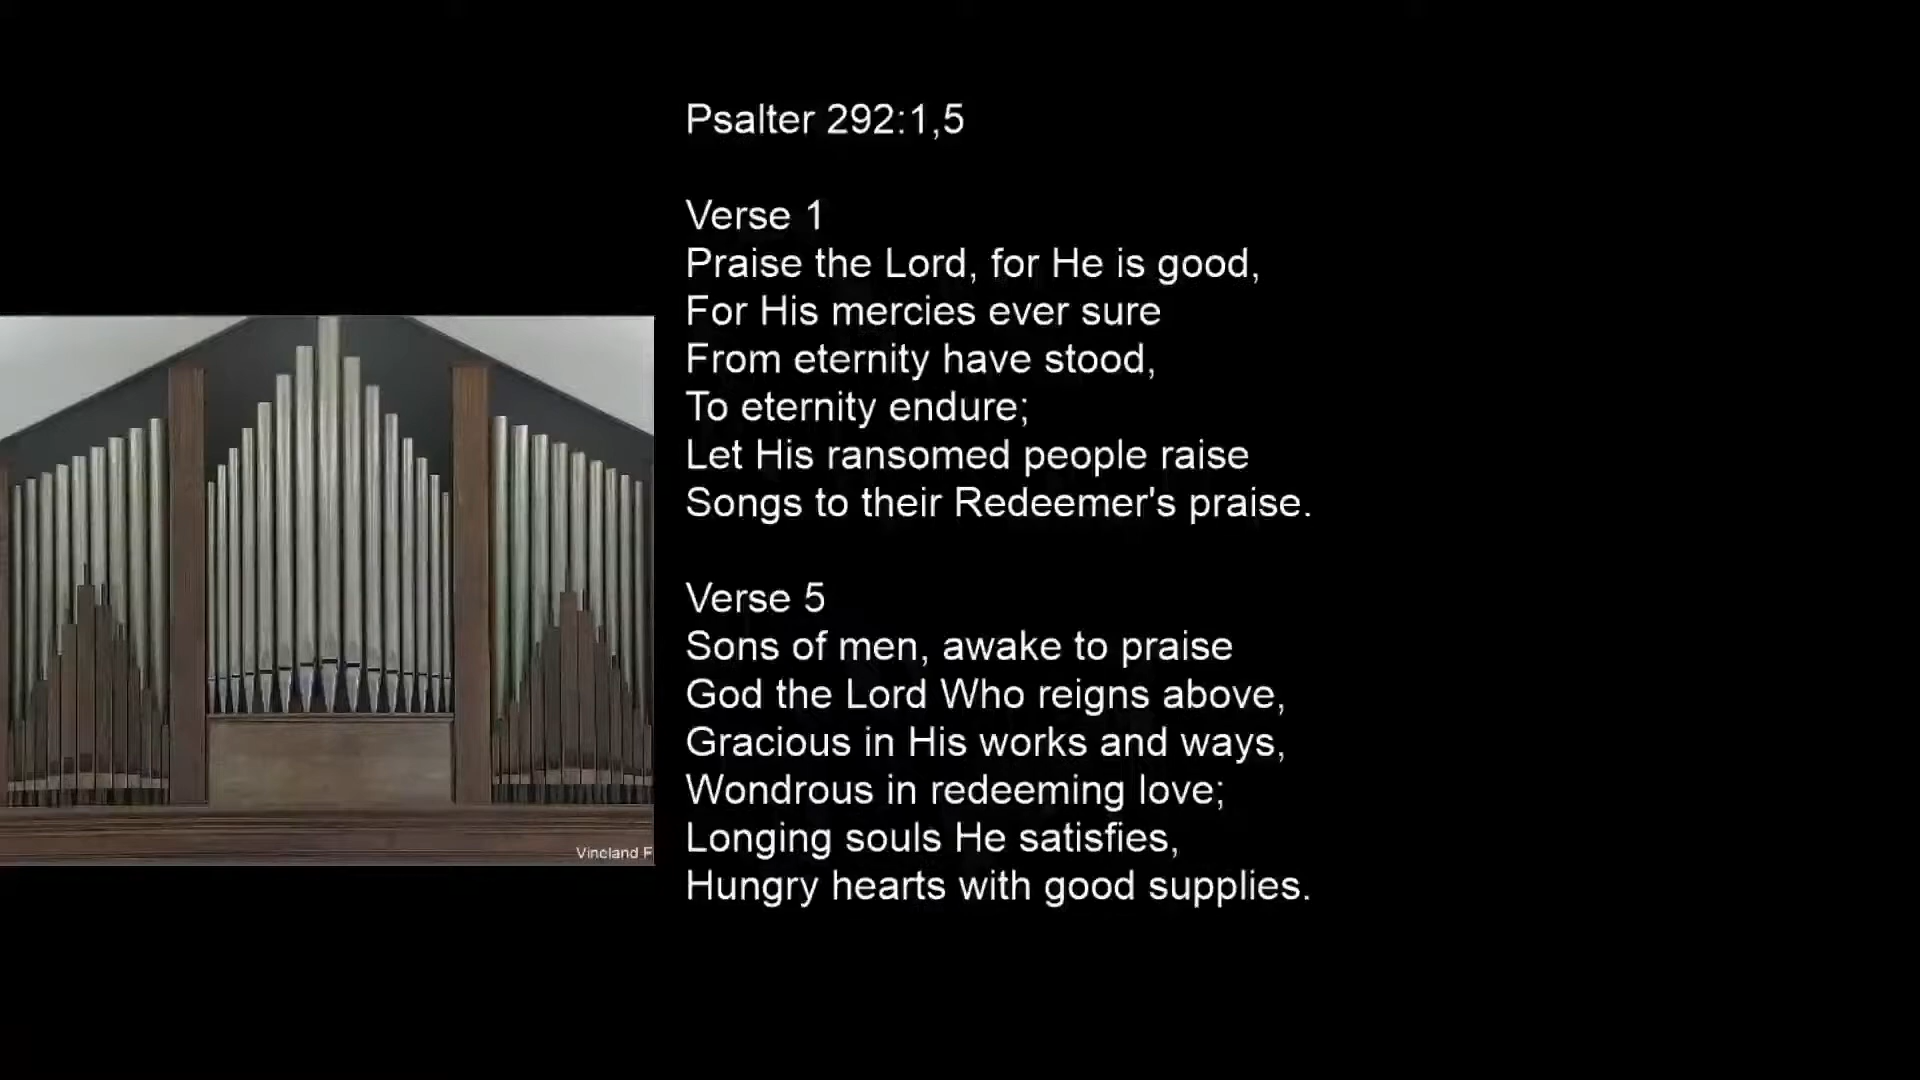 Psalter 292:1,5
Verse 1
Praise the Lord, for He is good,
For His mercies ever sure
From eternity have stood,
To eternity endure;
Let His ransomed people raise
Songs to their Redeemer's praise.
Verse 5
Sons of men, awake to praise
God the Lord Who reigns above,
Gracious in His works and ways,
Wondrous in redeeming love;
Longing souls He satisfies,
Hungry hearts with good supplies.
Vineland F